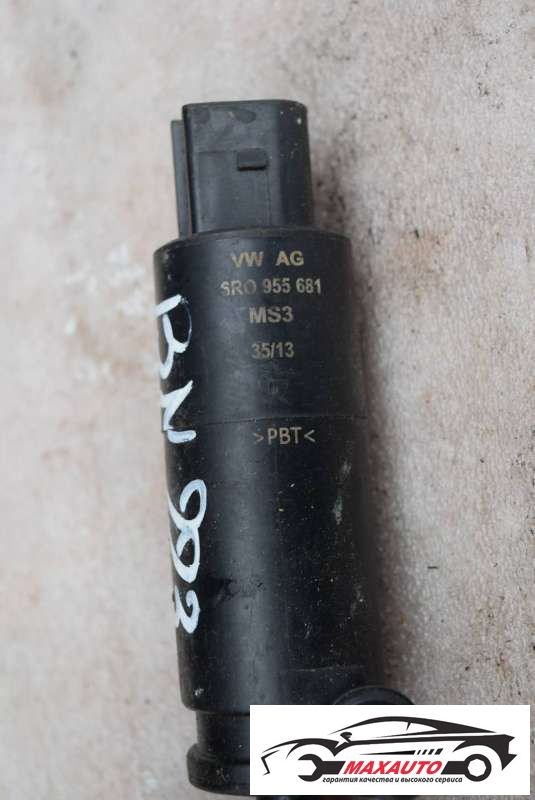 VW AG
6R0 955 681
MS3
35/13
>PBT<
BN 993
MAXAUTO
гарантия качества и высокого сервиса